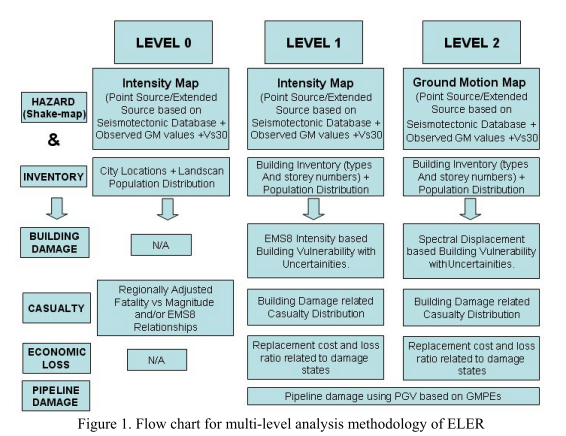 LEVEL 0
LEVEL 1
LEVEL 2
HAZARD
(Shake-map)
&
Intensity Map
(Point Source/Extended
Source based on
Seismotectonic Database +
Observed GM values +Vs30
Intensity Map
(Point Source/Extended
Source based on
Seismotectonic Database +
Observed GM values +Vs30
Ground Motion Map
(Point Source/Extended
Source based on
Seismotectonic Database +
Observed GM values +Vs30
INVENTORY
City Locations + Landscan
Population Distribution
Building Inventory (types
And storey numbers) +
Population Distribution
Building Inventory (types
And storey numbers) +
Population Distribution
BUILDING
DAMAGE
N/A
EMS8 Intensity based
Building Vulnerability with
Uncertainities.
Spectral Displacement
based Building Vulnerability
withUncertainities.
CASUALTY
Regionally Adjusted
Fatality vs Magnitude
and/or EMS8
Relationships
Building Damage related
Casualty Distribution
Building Damage related
Casualty Distribution
ECONOMIC
LOSS
N/A
Replacement cost and loss
ratio related to damage
states
Replacement cost and loss
ratio related to damage
states
PIPELINE
DAMAGE
Pipeline damage using PGV based on GMPEs
Figure 1. Flow chart for multi-level analysis methodology of ELER